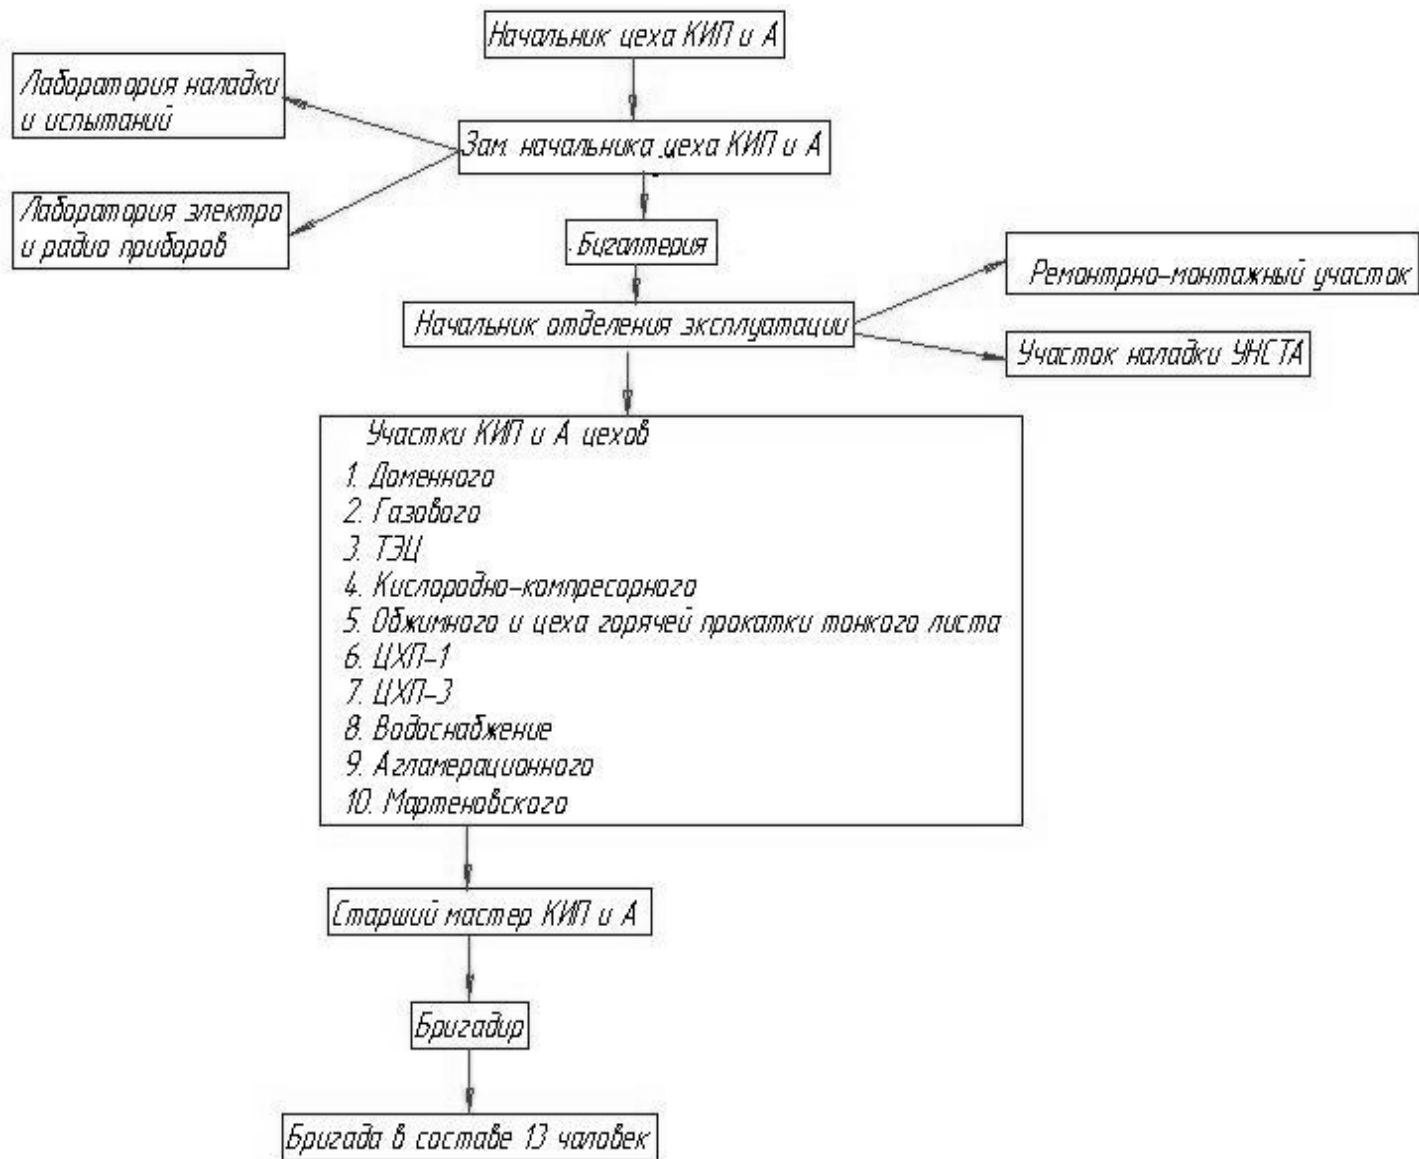 Начальник цеха КИП и А
Лаборатория наладки
и испытаний
Зам. начальника цеха КИП и А
Лаборатория электро
и радио приборов
Бугалтерия
Ремонтрно-монтажный участок
Начальник отделения эксплуатации
Участок наладки УНСТА
Участки КИП и А цехов
1. Доменного
2. Газового
3. ТЭЦ
4. Кислородно-компресорного
5. Обжимного и цеха горячей прокатки тонкого листа
6. ЦХП-1
7. ЦХП-3
8. Водоснабжение
9. Агламерационного
10. Мартеновского
Старший мастер КИП и А
Бригадир
Бригада в составе 13 человек